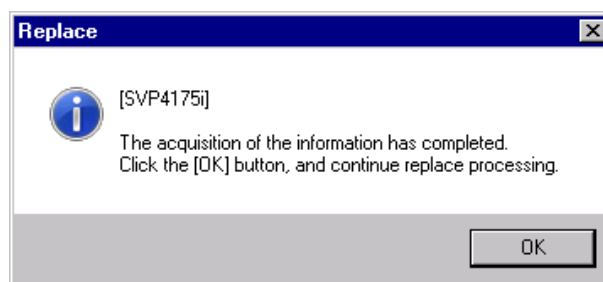 Replace
[SVP4175i]
The acquisition of the information has completed.
Click the [OK] button, and continue replace processing.
OK